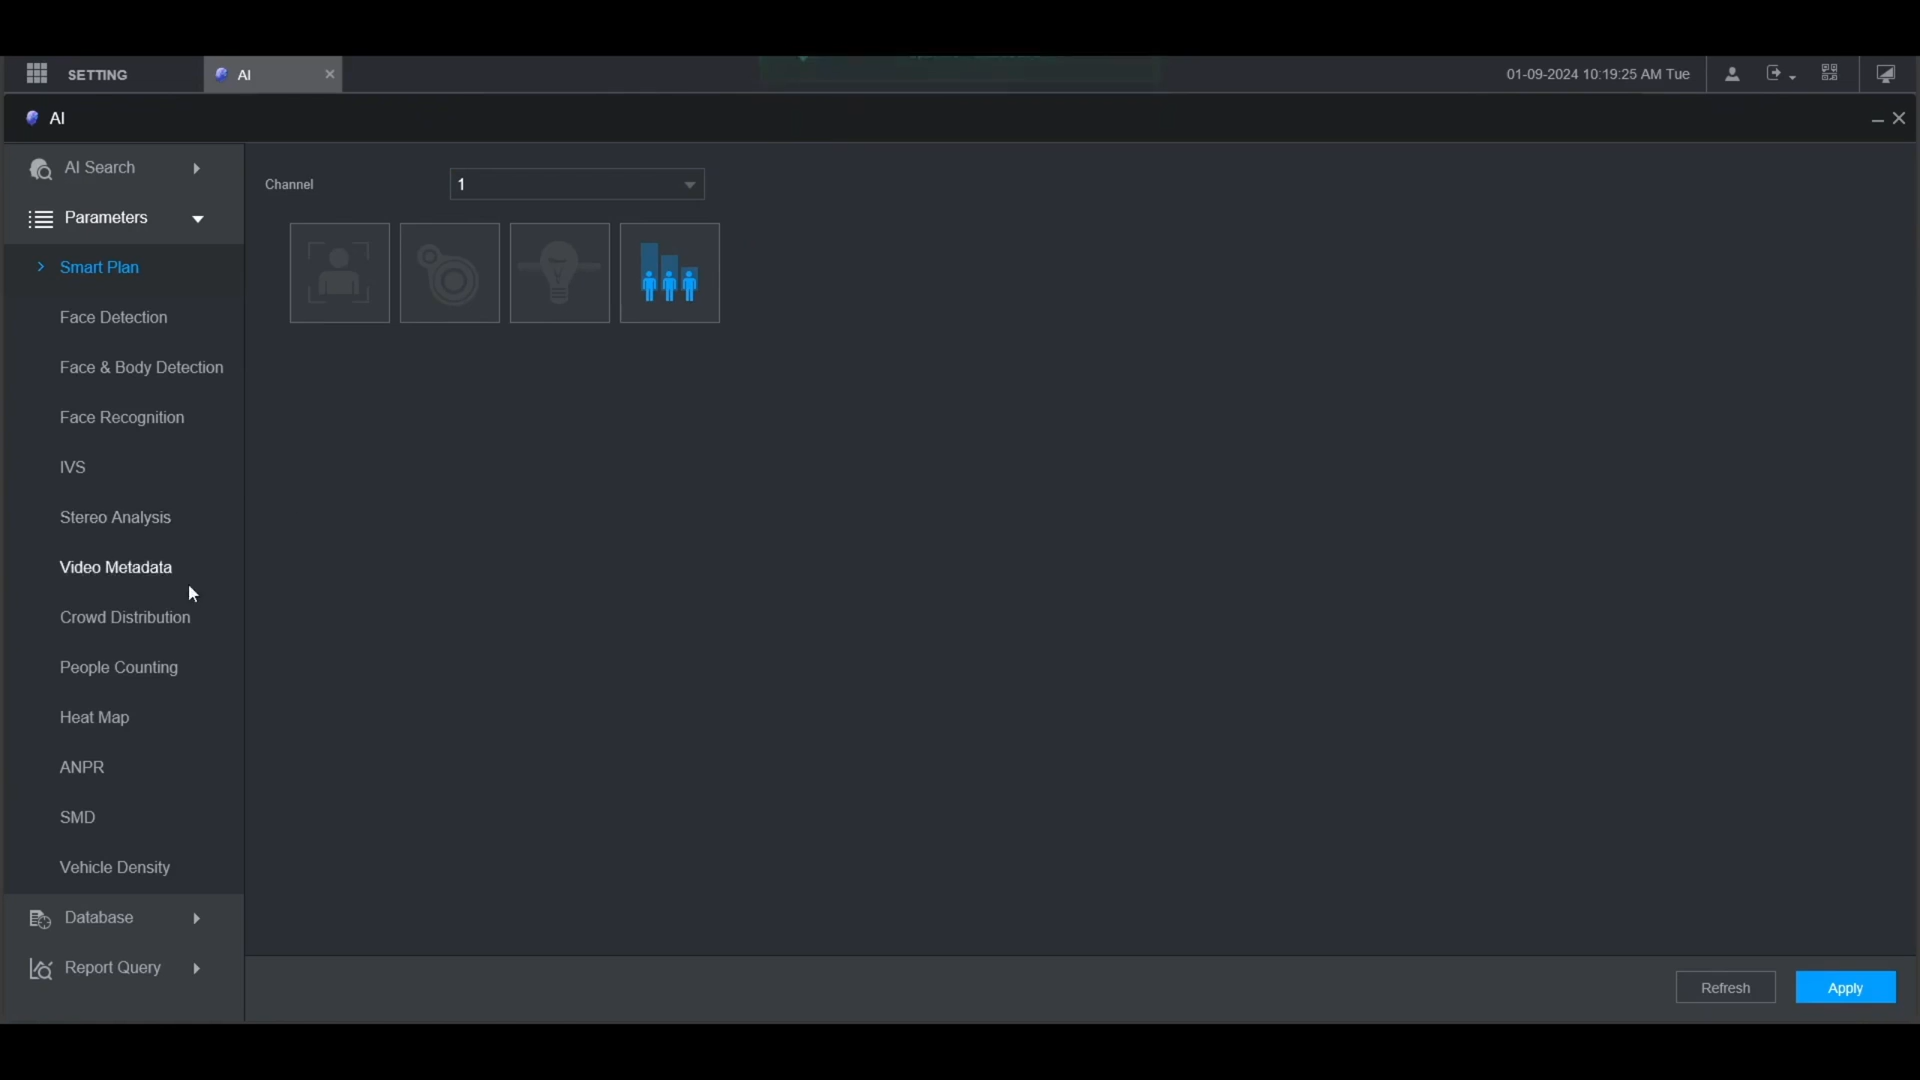 SETTING
AI
01-09-2024 10:19:25 AM Tue
AI
AI Search
Parameters
Smart Plan
Face Detection
Face & Body Detection
Face Recognition
IVS
Stereo Analysis
Video Metadata
Crowd Distribution
People Counting
Heat Map
ANPR
SMD
Vehicle Density
Database
Report Query
Channel
1
Refresh
Apply